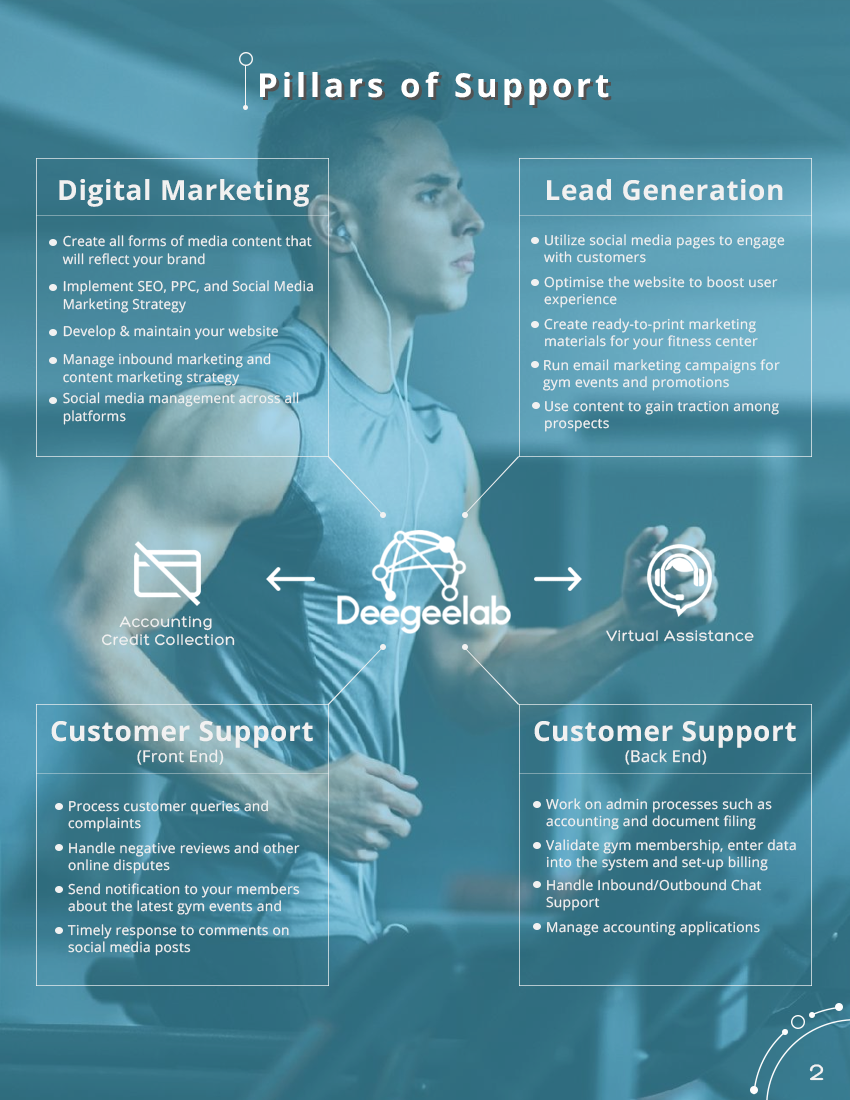 Pillars of Support
Digital Marketing
Create all forms of media content that
will reflect your brand
Implement SEO, PPC, and Social Media
Marketing Strategy
Develop & maintain your website
Manage inbound marketing and
content marketing strategy
Social media management across all
platforms
Lead Generation
Utilize social media pages to engage
with customers
Optimise the website to boost user
experience
Create ready-to-print marketing
materials for your fitness center
Run email marketing campaigns for
gym events and promotions
Use content to gain traction among
prospects
Accounting
Credit Collection
Deegeelab
Virtual Assistance
Customer Support
(Front End)
Process customer queries and
complaints
Handle negative reviews and other
online disputes
Send notification to your members
about the latest gym events and
Timely response to comments on
social media posts
Customer Support
(Back End)
Work on admin processes such as
accounting and document filing
Validate gym membership, enter data
into the system and set-up billing
Handle Inbound/Outbound Chat
Support
Manage accounting applications
2